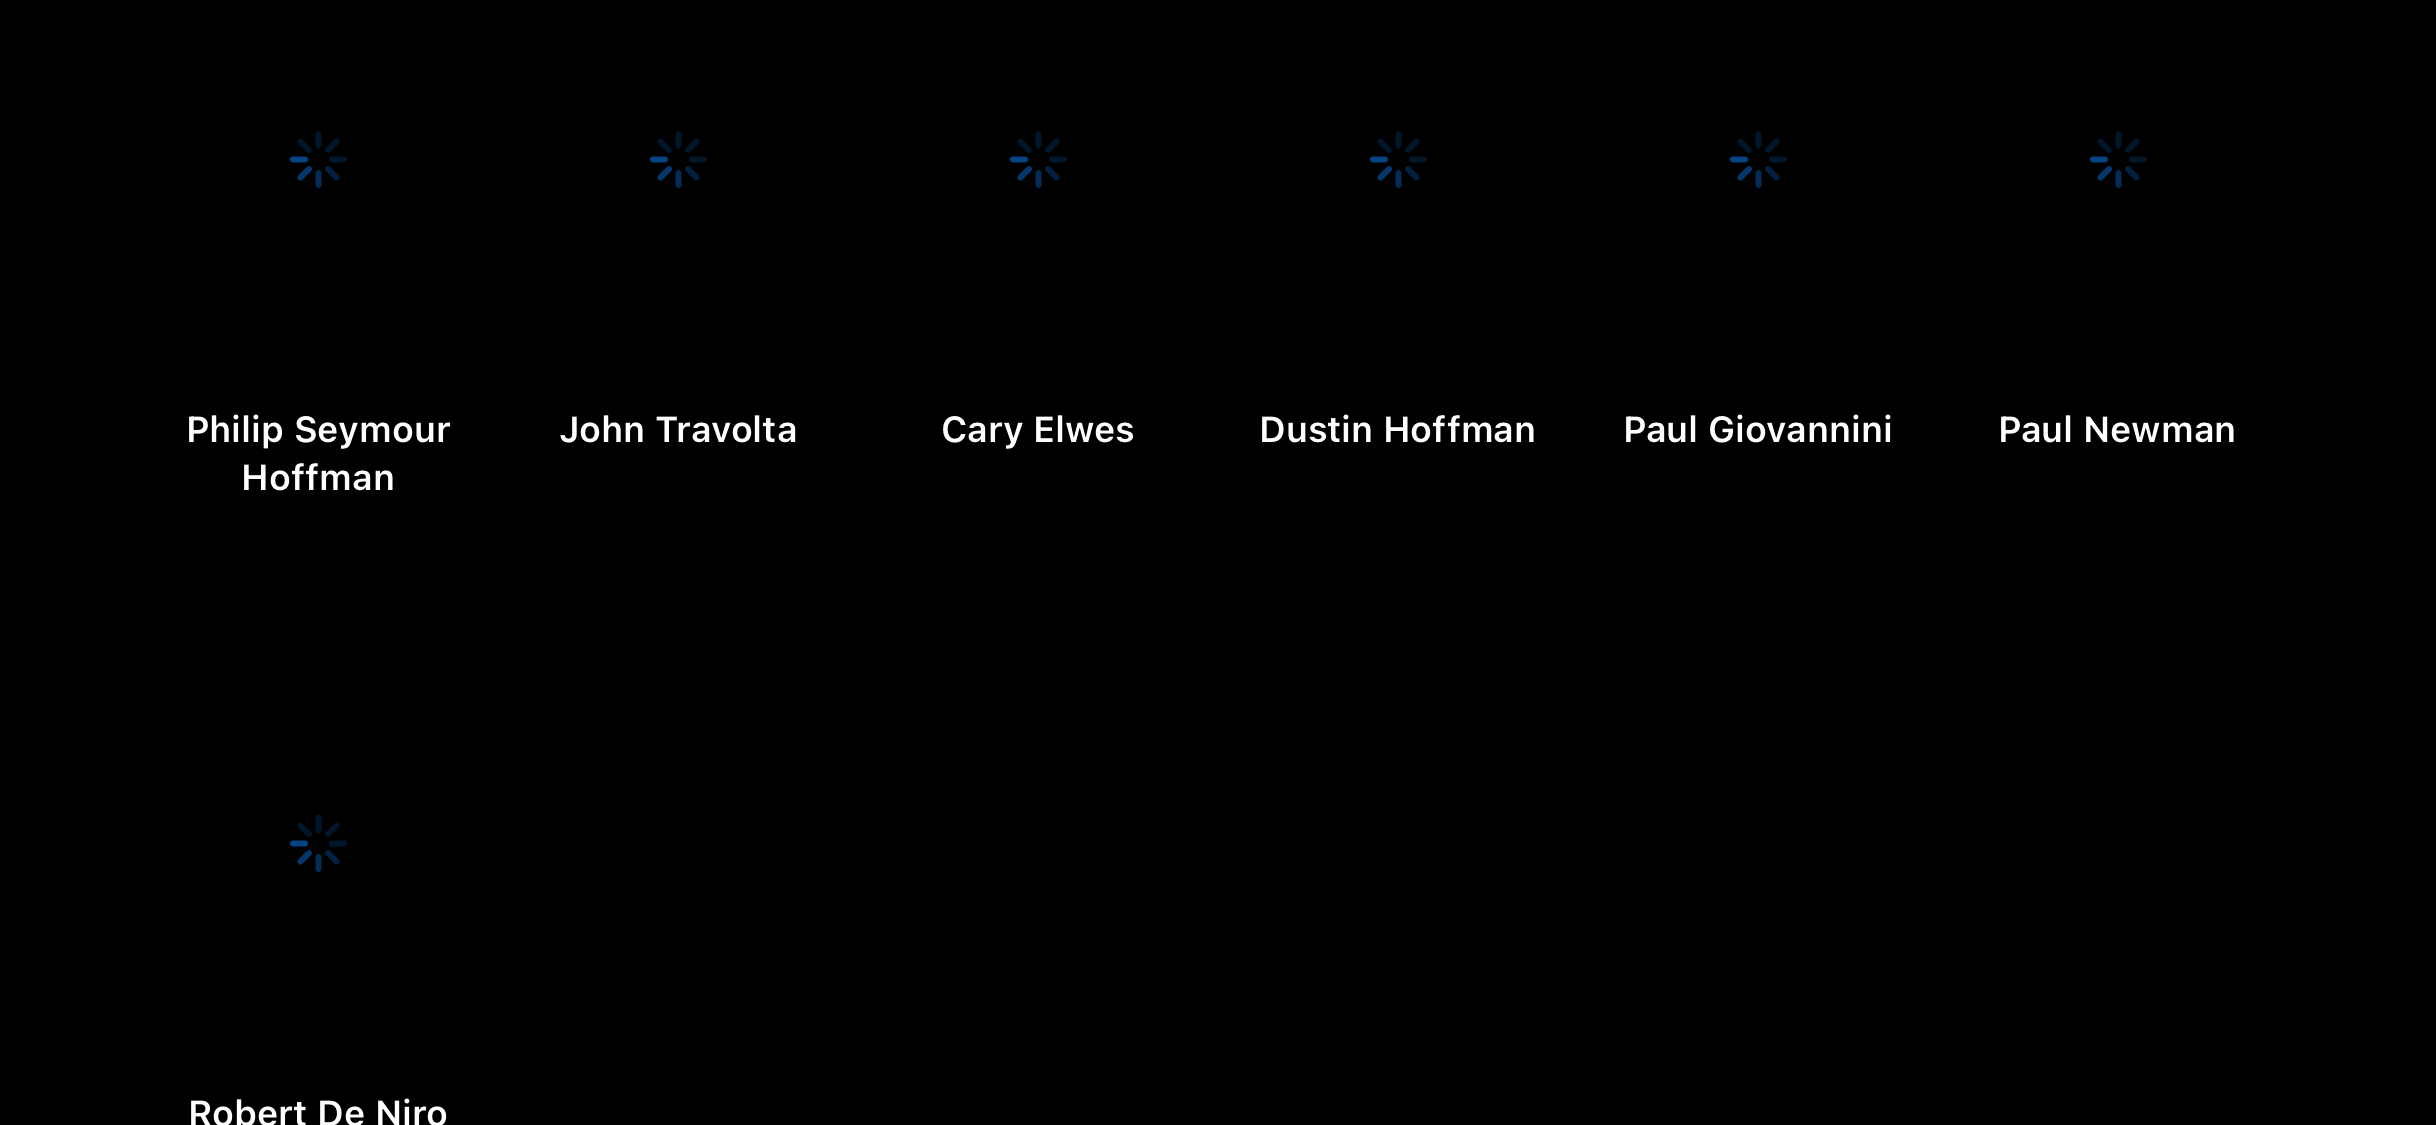 Philip Seymour
Hoffman
John Travolta
Cary Elwes
Dustin Hoffman
Paul Giovannini
Paul Newman
Robert De Niro